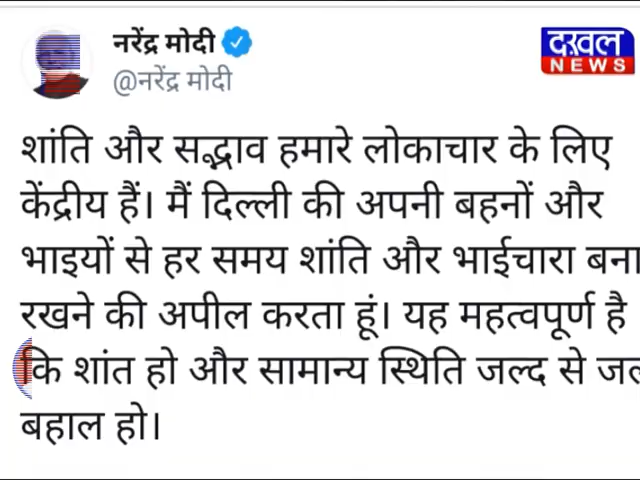 नरेंद्र मोदी
@नरेंद्र मोदी
दख़ल
NEWS
शांति और सद्भाव हमारे लोकाचार के लिए
केंद्रीय हैं। मैं दिल्ली की अपनी बहनों और
भाइयों से हर समय शांति और भाईचारा बना
रखने की अपील करता हूं। यह महत्वपूर्ण है
कि शांत हो और सामान्य स्थिति जल्द से जल
बहाल हो।